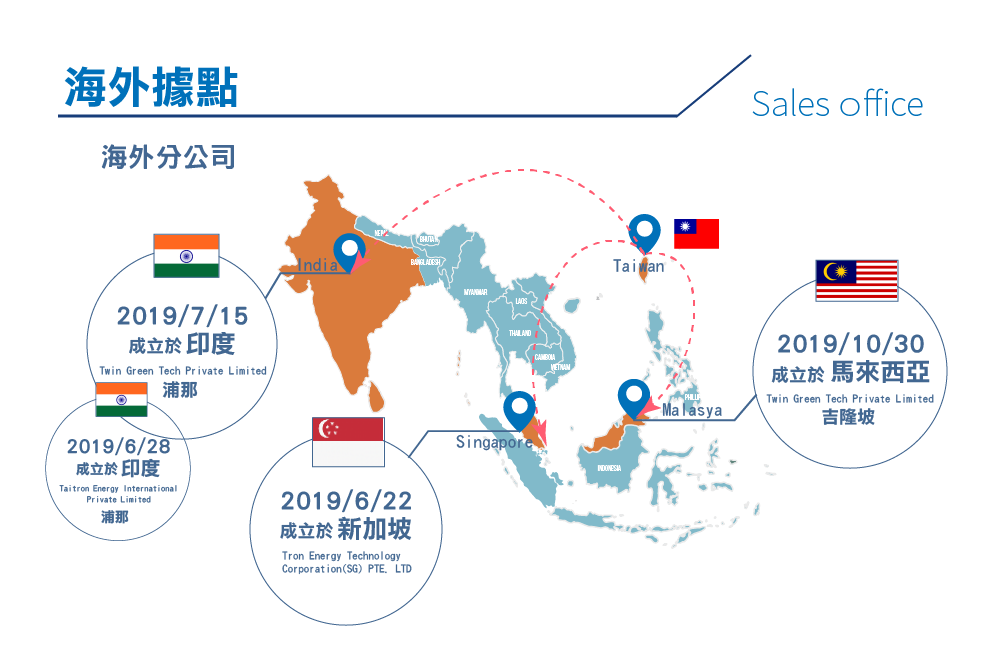 海外據點
Sales office
海外分公司
2019/7/15
成立於 印度
Twin Green Tech Private Limited
浦那
2019/6/28
成立於 印度
Taitron Energy International
Private Limited
浦那
2019/6/22
成立於 新加坡
Tron Energy Technology
Corporation(SG) PTE. LTD
2019/10/30
成立於 馬來西亞
Twin Green Tech Private Limited
吉隆坡
India
Taiwan
Singapore
Malasya
BHUTAN
BANGLADESH
MYANMAR
LAOS
THAILAND
CAMBODIA
VIETNAM
INDONESIA